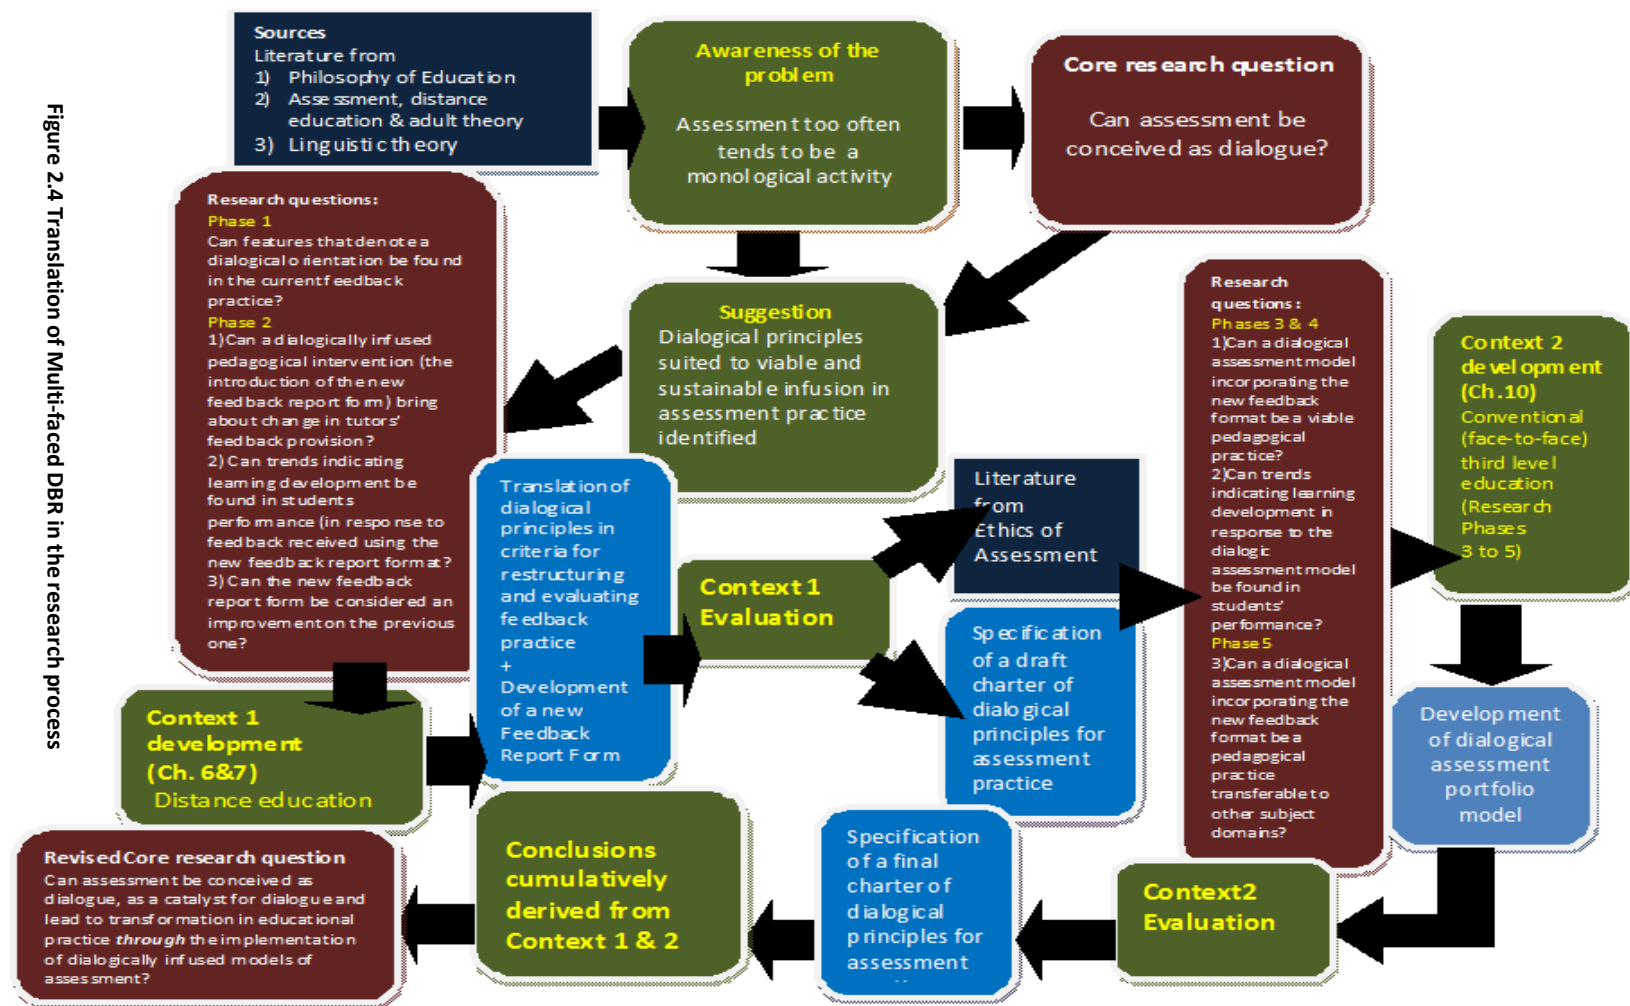 Sources
Literature from
1) Philosophy of Education
2) Assessment, distance
education & adult theory
3) Linguistic theory
Awareness of the
problem
Assessment too often
tends to be a
monological activity
Core research question
Can assessment be
conceived as dialogue?
Figure 2.4 Translation of Multi-faced DBR in the research process
Research questions:
Phase 1
Can features that denote a
dialogical orientation be found
in the current feedback
practice?
Phase 2
1)Can a dialogically infused
pedagogical intervention (the
introduction of the new
feedback report form) bring
about change in tutors'
feedback provision?
2) Can trends indicating
learning development be
found in students
performance (in response to
feedback received using the
new feedback report format?
3) Can the new feedback
report form be considered an
improvement on the previous
one?
Suggestion
Dialogical principles
suited to viable and
sustainable infusion in
assessment practice
identified
Context 1
development
(Ch. 6&7)
Distance education
Translation of
dialogical
principles in
criteria for
restructuring
and evaluating
feedback
practice
+
Development
of a new
Feedback
Report Form
Context 1
Evaluation
Literature
from
Ethics of
Assessment
Specification
of a draft
charter of
dialogical
principles for
assessment
practice
Research
questions:
Phases 3 & 4
1)Can a dialogical
assessment model
incorporating the
new feedback
format be a viable
pedagogical
practice?
2)Can trends
indicating learning
development in
response to the
dialogic
assessment model
be found in
students'
performance?
Phase 5
3)Can a dialogical
assessment model
incorporating the
new feedback
format be a
pedagogical
practice
transferable to
other subject
domains?
Context 2
development
(Ch.10)
Conventional
(face-to-face)
third level
education
(Research
Phases
3 to 5)
Development
of dialogical
assessment
portfolio
model
Context2
Evaluation
Specification
of a final
charter of
dialogical
principles for
assessment
Conclusions
cumulatively
derived from
Context 1 & 2
Revised Core research question
Can assessment be conceived as
dialogue, as a catalyst for dialogue and
lead to transformation in educational
practice through the implementation
of dialogically infused models of
assessment?